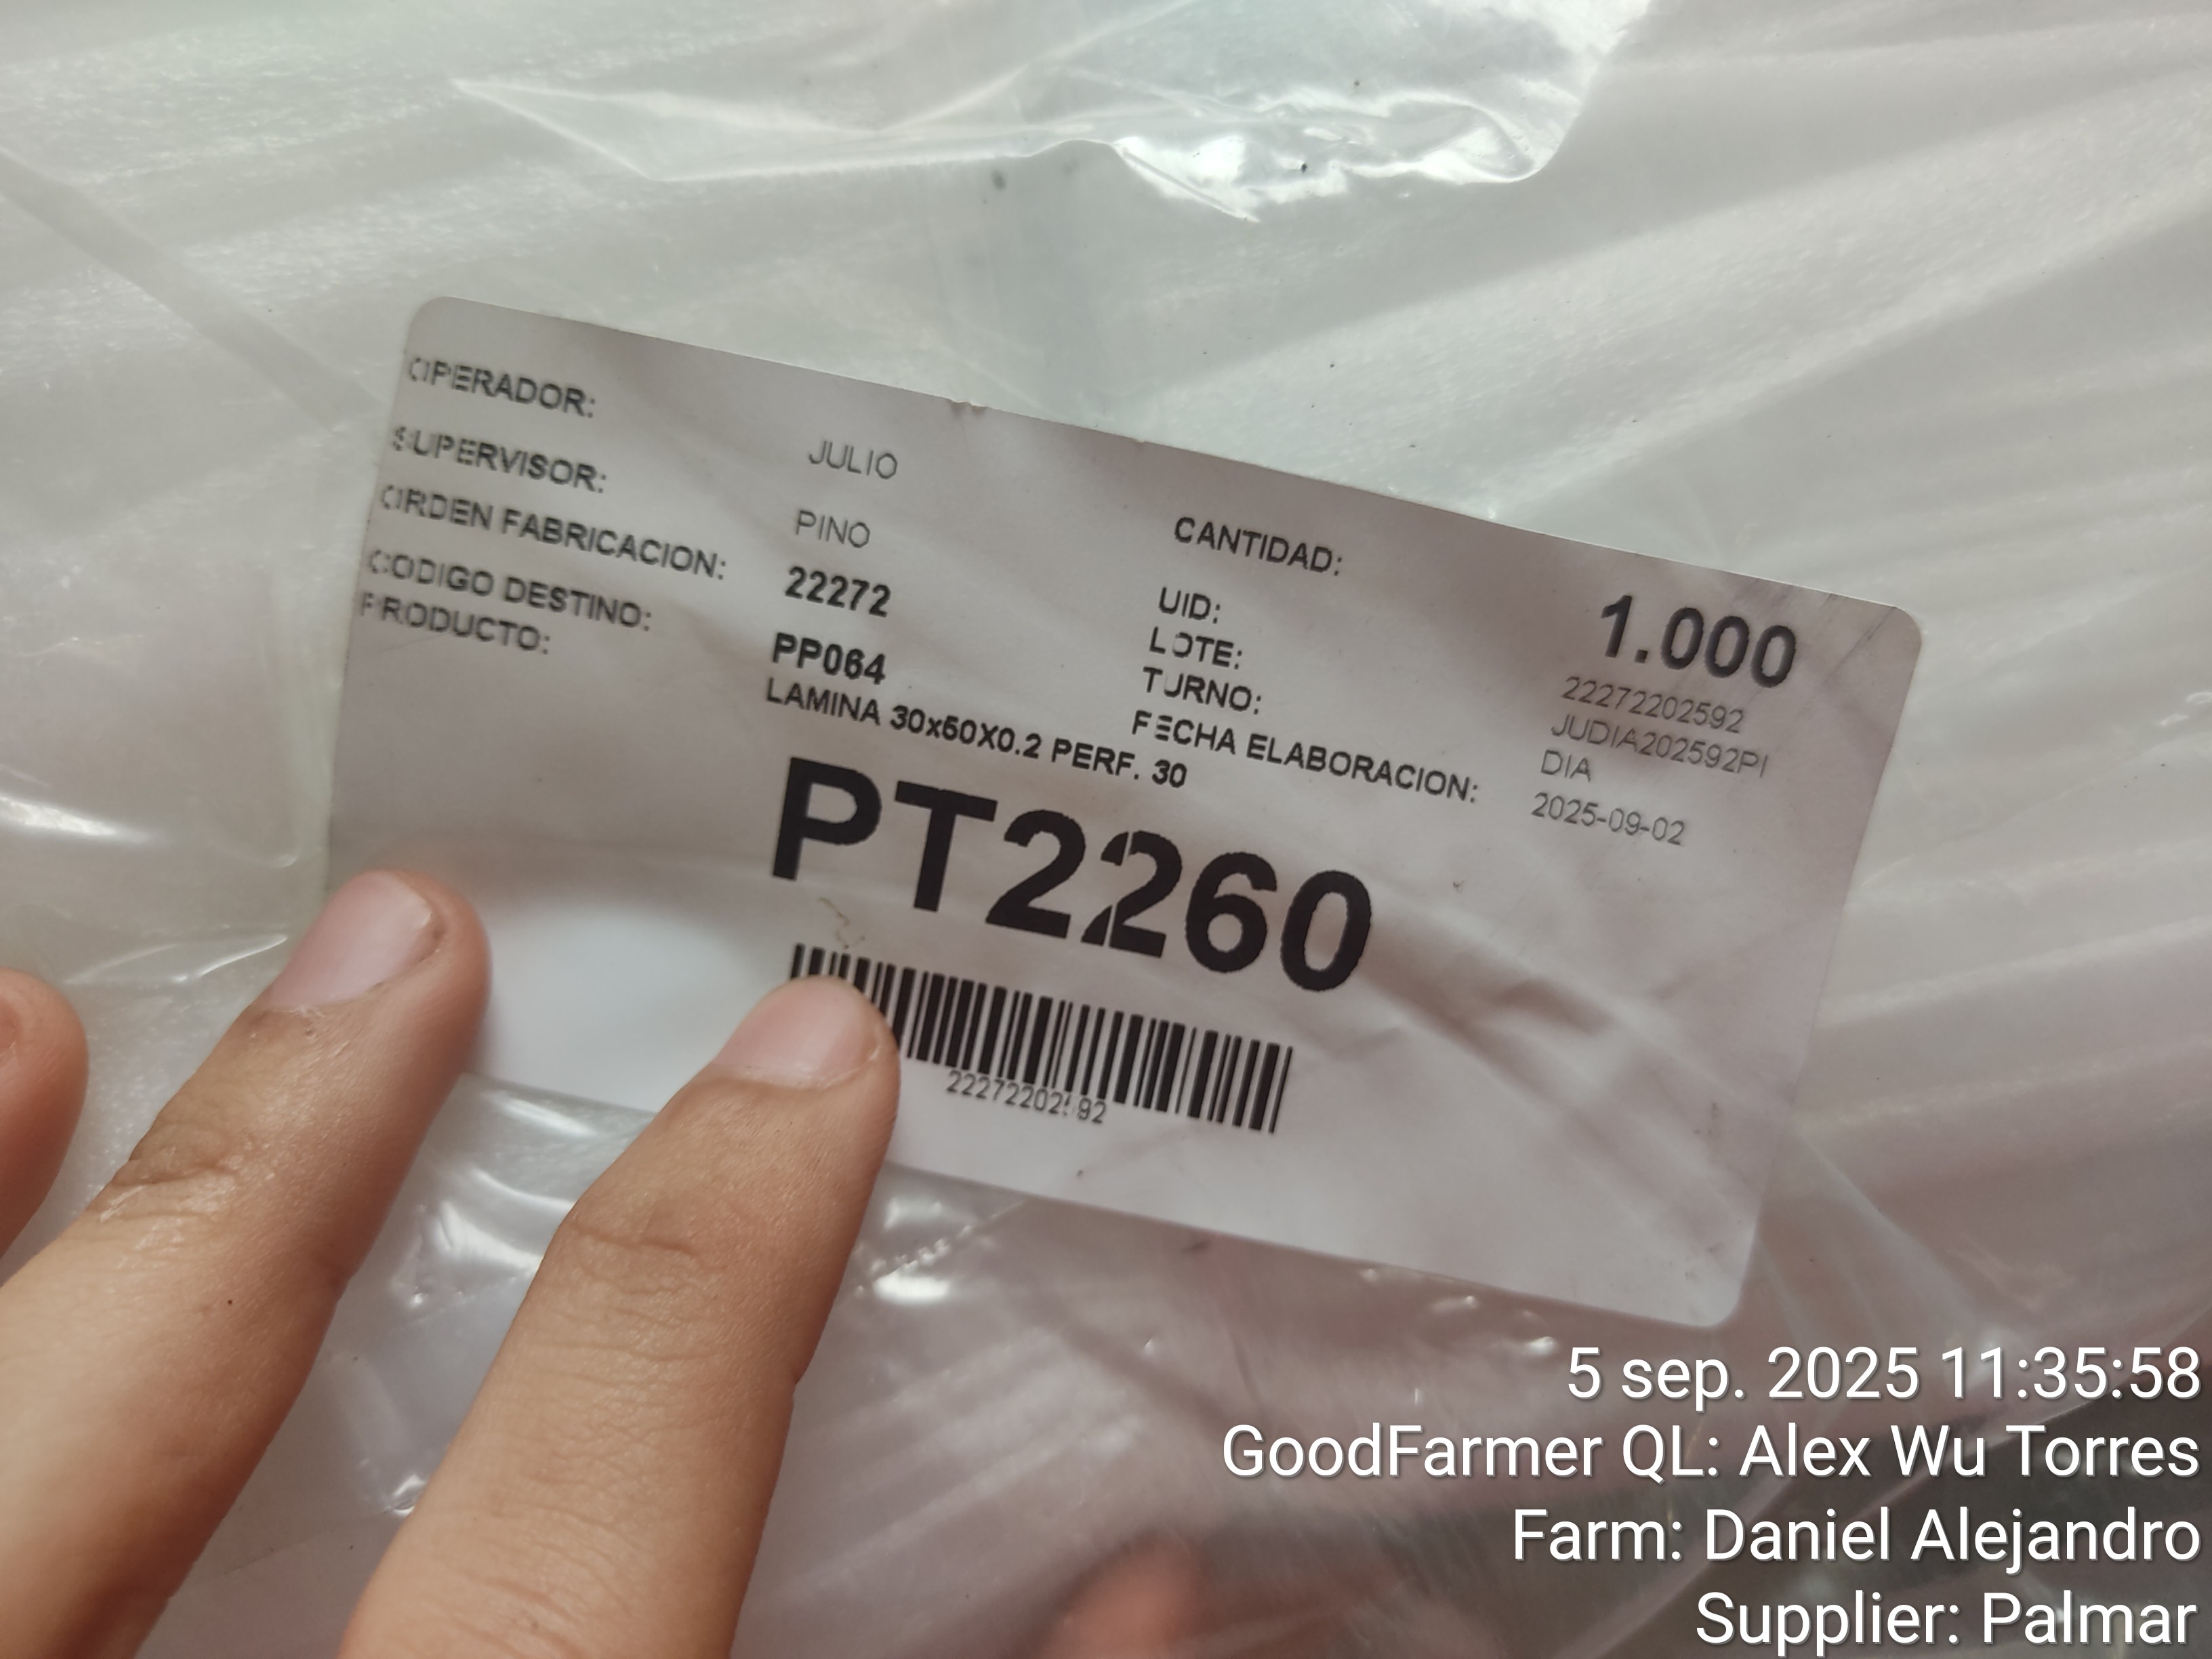 OPERADOR: JULIO
SUPERVISOR: PINO
ORDEN FABRICACION: 22272
CODIGO DESTINO: PP064
PRODUCTO: LAMINA 30x60X0.2 PERF. 30
CANTIDAD: 1.000
UID: 22272202592
LOTE: JUDIA202592PI
TURNO: DIA
FECHA ELABORACION: 2025-09-02
PT2260
22272202592
5 sep. 2025 11:35:58
GoodFarmer QL: Alex Wu Torres
Farm: Daniel Alejandro
Supplier: Palmar